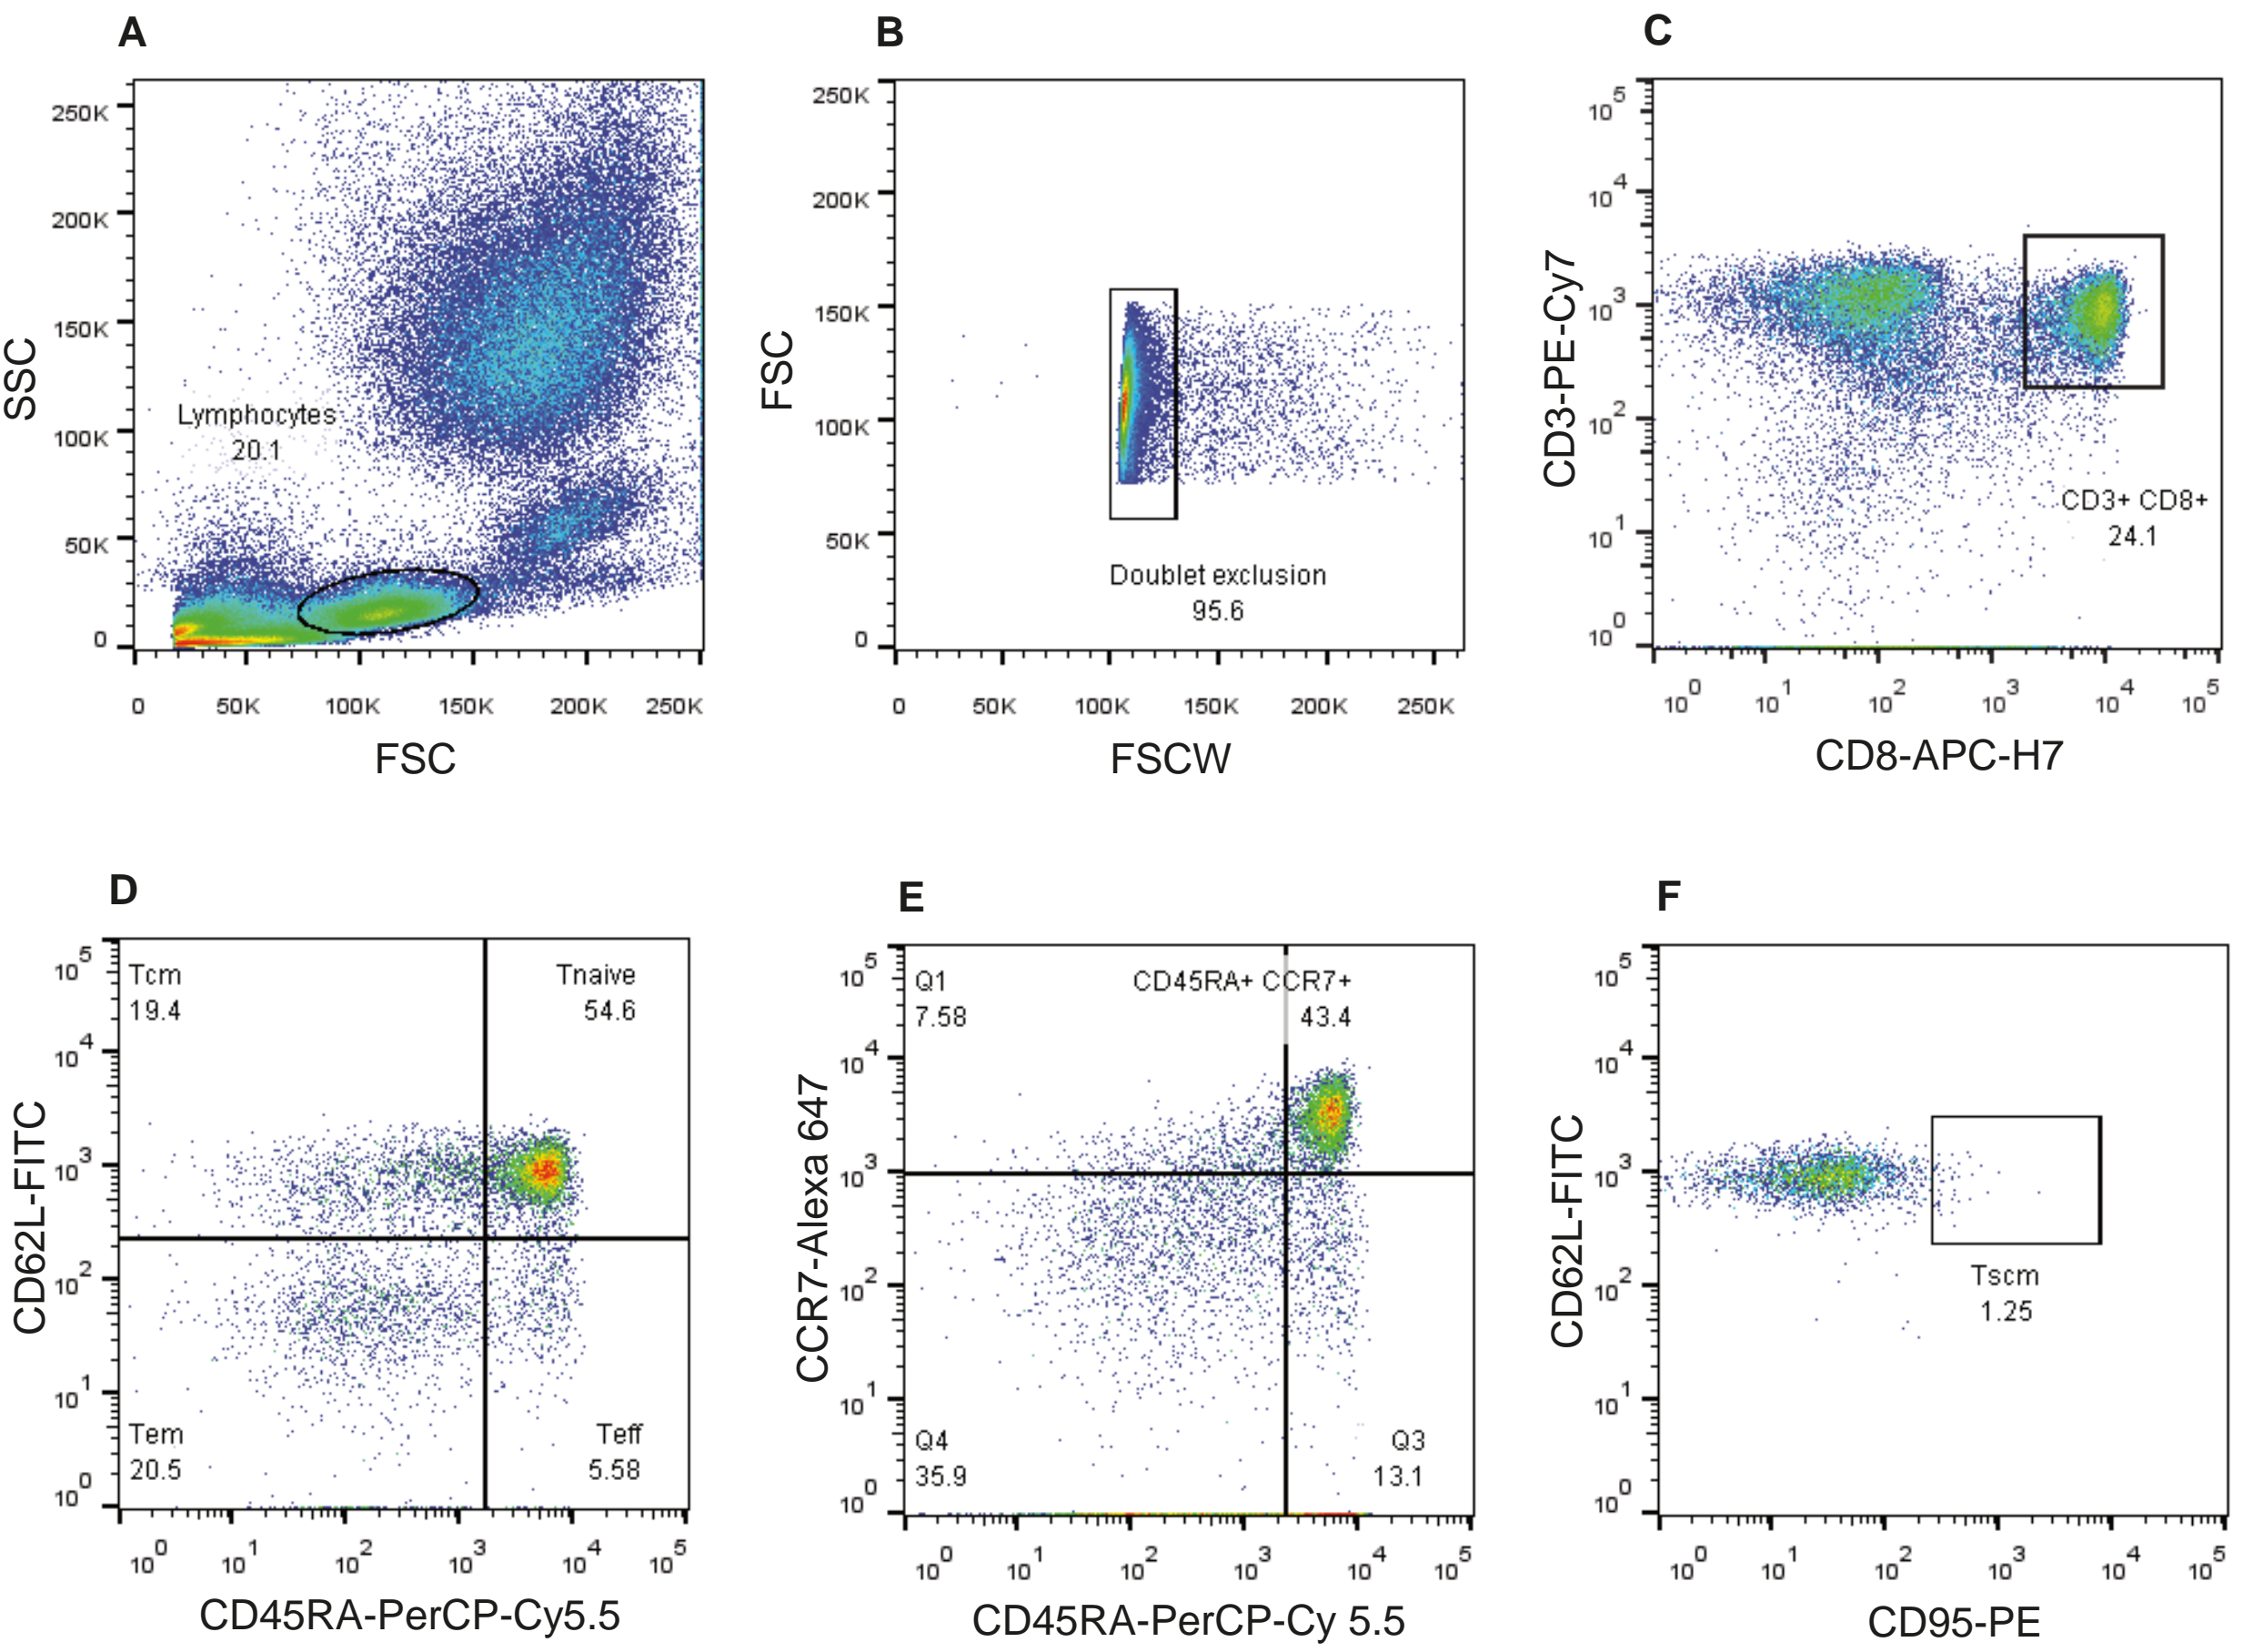 A
B
C
250K
200K
150K
100K
50K
0
SSC
Lymphocytes
20.1
0 50K 100K 150K 200K 250K
FSC
250K
200K
150K
100K
50K
0
FSC
Doublet exclusion
95.6
0 50K 100K 150K 200K 250K
FSCW
10^5
10^4
10^3
10^2
10^1
10^0
CD3-PE-Cy7
CD3+ CD8+
24.1
10^0 10^1 10^2 10^3 10^4 10^5
CD8-APC-H7
D
E
F
10^5
10^4
10^3
10^2
10^1
10^0
CD62L-FITC
Tcm
19.4
Tnaive
54.6
Tem
20.5
Teff
5.58
10^0 10^1 10^2 10^3 10^4 10^5
CD45RA-PerCP-Cy5.5
10^5
10^4
10^3
10^2
10^1
10^0
CCR7-Alexa 647
Q1
7.58
CD45RA+ CCR7+
43.4
Q4
35.9
Q3
13.1
10^0 10^1 10^2 10^3 10^4 10^5
CD45RA-PerCP-Cy 5.5
10^5
10^4
10^3
10^2
10^1
10^0
CD62L-FITC
Tscm
1.25
10^0 10^1 10^2 10^3 10^4 10^5
CD95-PE